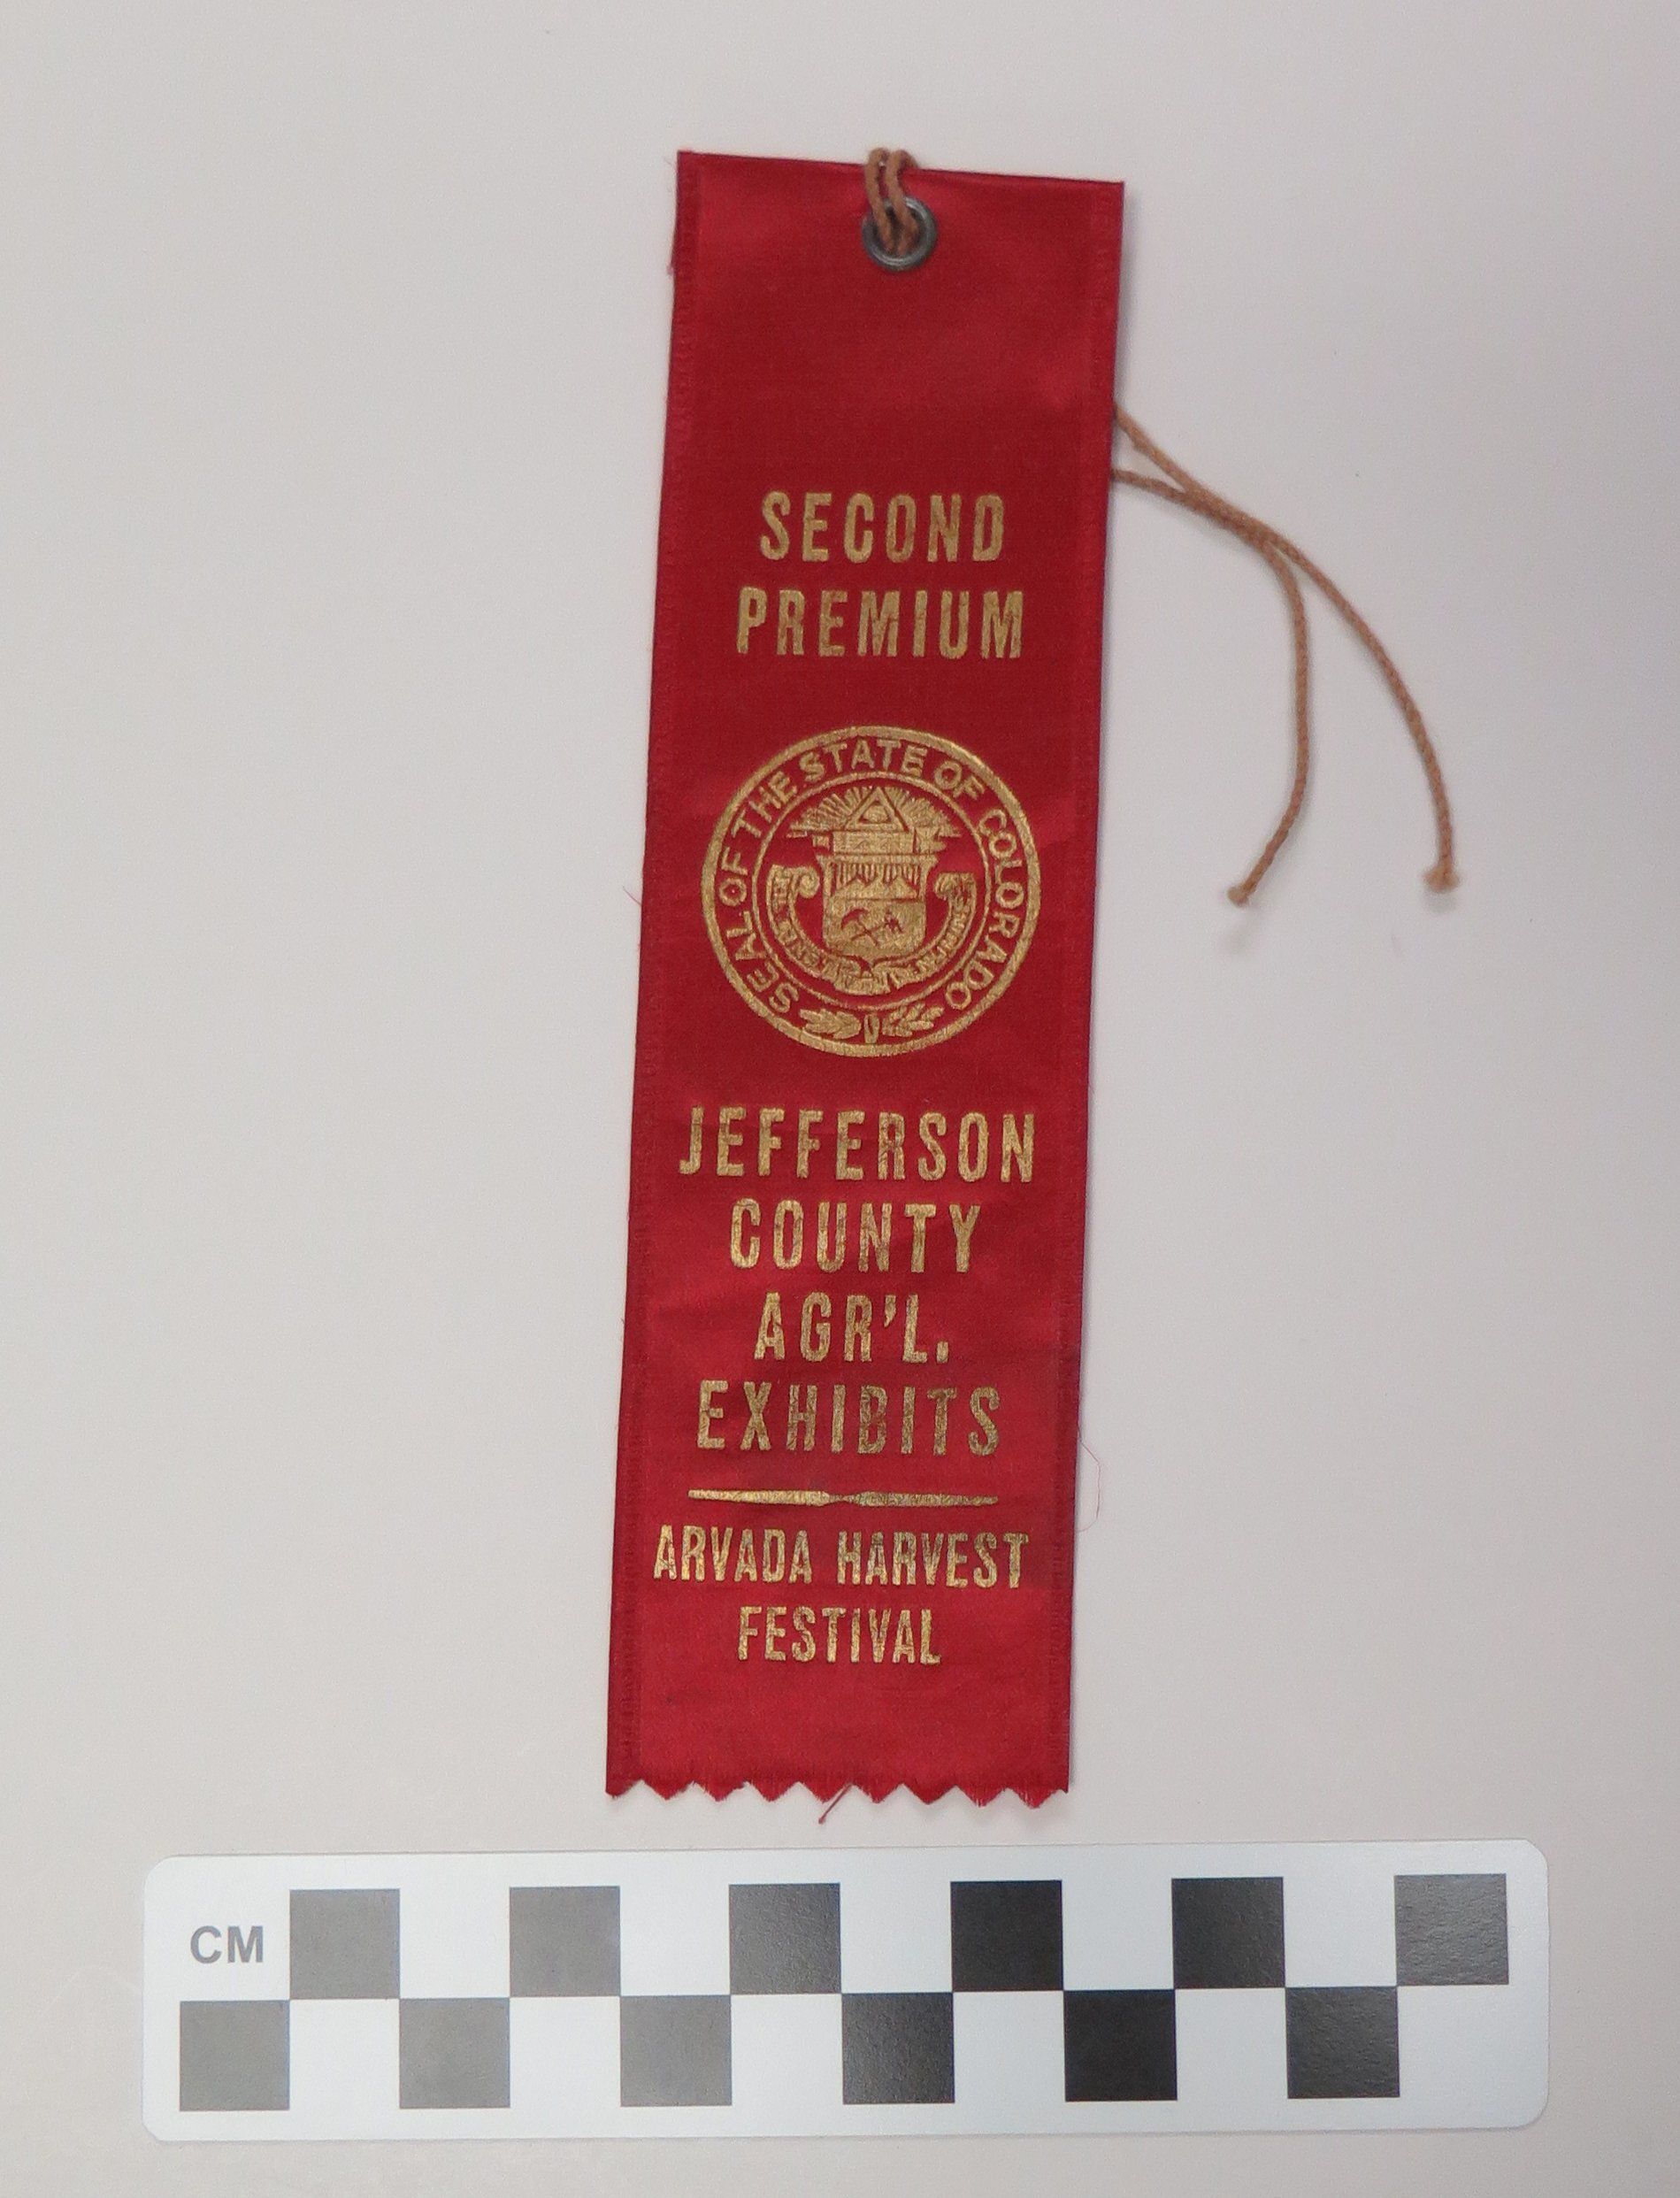 SECOND
PREMIUM
SEAL OF THE STATE OF COLORADO
JEFFERSON
COUNTY
AGR'L.
EXHIBITS
ARVADA HARVEST
FESTIVAL
CM